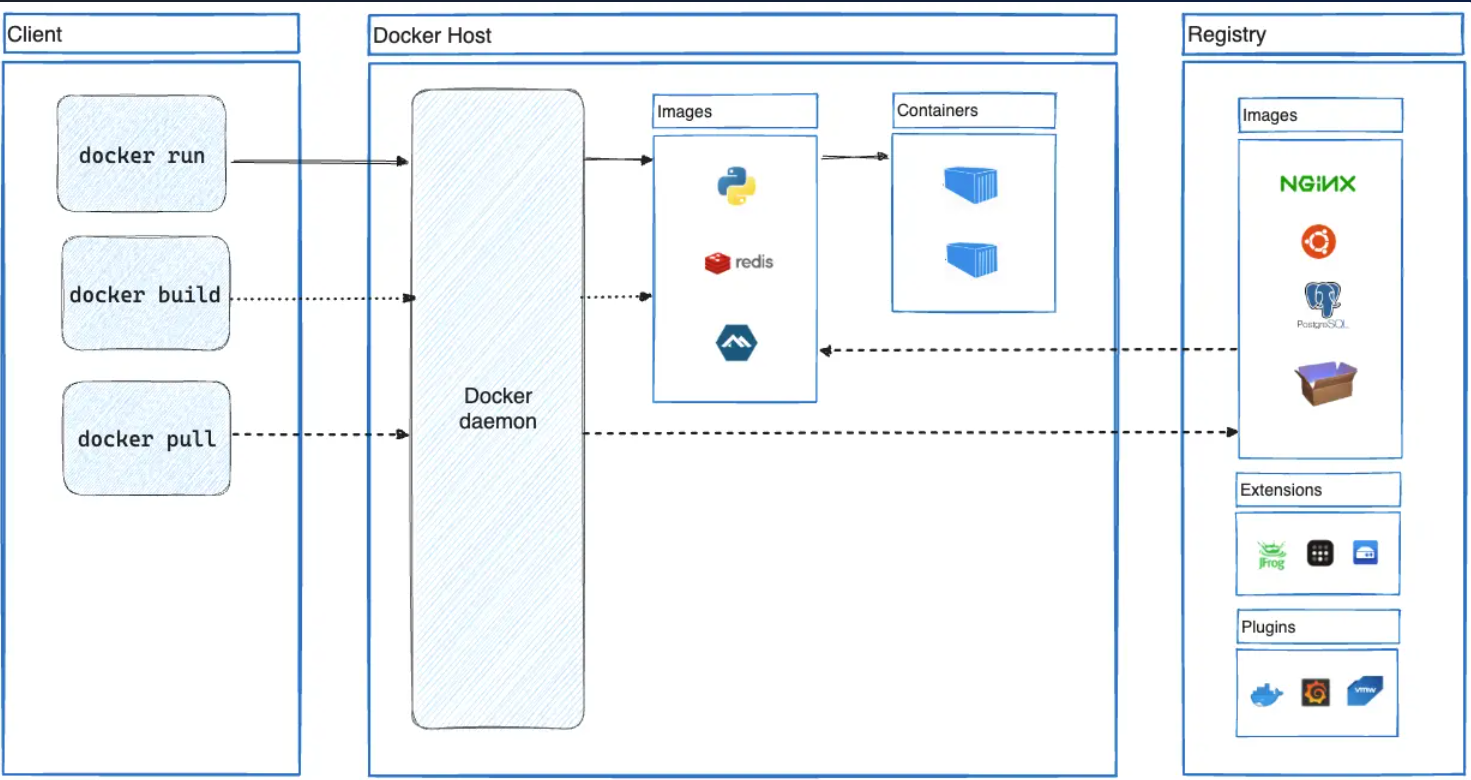 Client
docker run
docker build
docker pull
Docker Host
Docker
daemon
Images
redis
Containers
Registry
Images
NGINX
PostgreSQL
Extensions
JFrog
Plugins
vmw